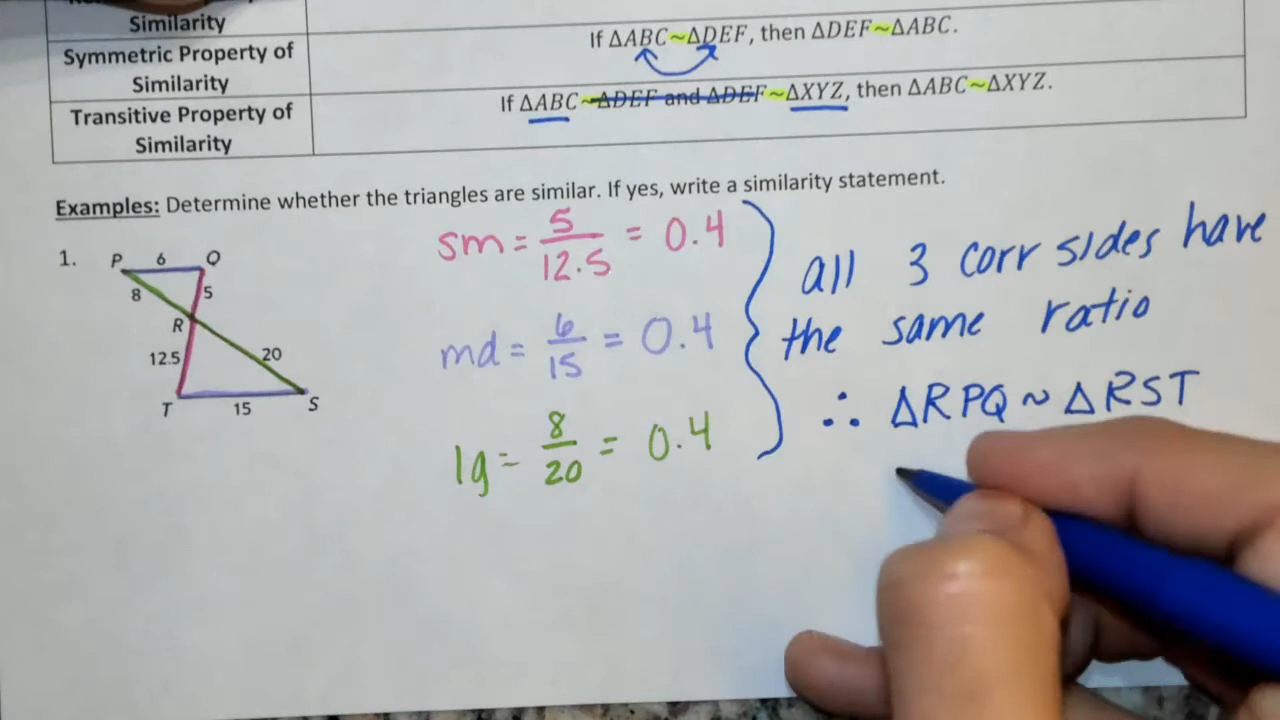 Similarity
Symmetric Property of
Similarity
If ΔABC~ΔDEF, then ΔDEF~ΔABC.
Transitive Property of
Similarity
If ΔABC~ΔDEF and ΔDEF~ΔXYZ, then ΔABC~ΔXYZ.
Examples: Determine whether the triangles are similar. If yes, write a similarity statement.
1.
P 6 Q
8 5
R
12.5 20
T 15 S
sm = 5/12.5 = 0.4
md = 6/15 = 0.4
lg = 8/20 = 0.4
all 3 corr sides have
the same ratio
∴ ΔRPQ ~ ΔRST